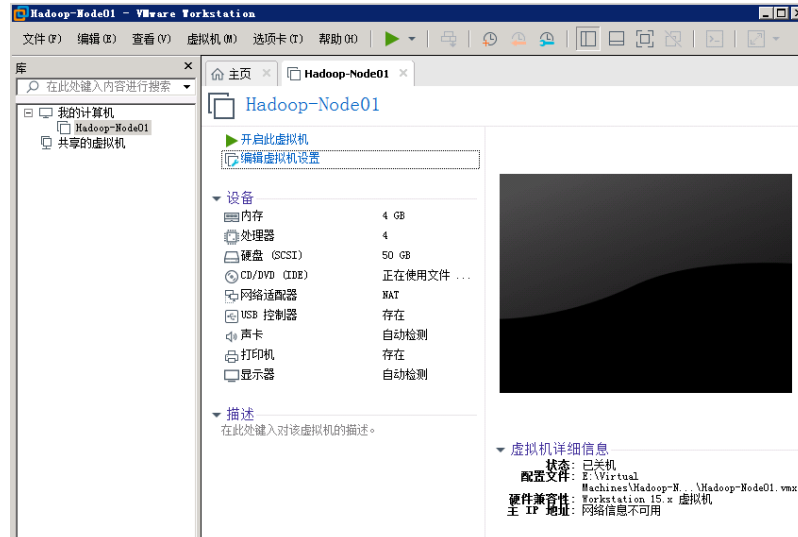 Hadoop-Node01 - VMware Workstation
文件(F) 编辑(E) 查看(V) 虚拟机(M) 选项卡(T) 帮助(H)
库
在此处键入内容进行搜索
我的计算机
Hadoop-Node01
共享的虚拟机
主页
Hadoop-Node01
Hadoop-Node01
开启此虚拟机
编辑虚拟机设置
设备
内存 4 GB
处理器 4
硬盘 (SCSI) 50 GB
CD/DVD (IDE) 正在使用文件 ...
网络适配器 NAT
USB 控制器 存在
声卡 自动检测
打印机 存在
显示器 自动检测
描述
在此处键入对该虚拟机的描述。
虚拟机详细信息
状态: 已关机
配置文件: E:\Virtual
Machines\Hadoop-N...\Hadoop-Node01.vmx
硬件兼容性: Workstation 15.x 虚拟机
主 IP 地址: 网络信息不可用